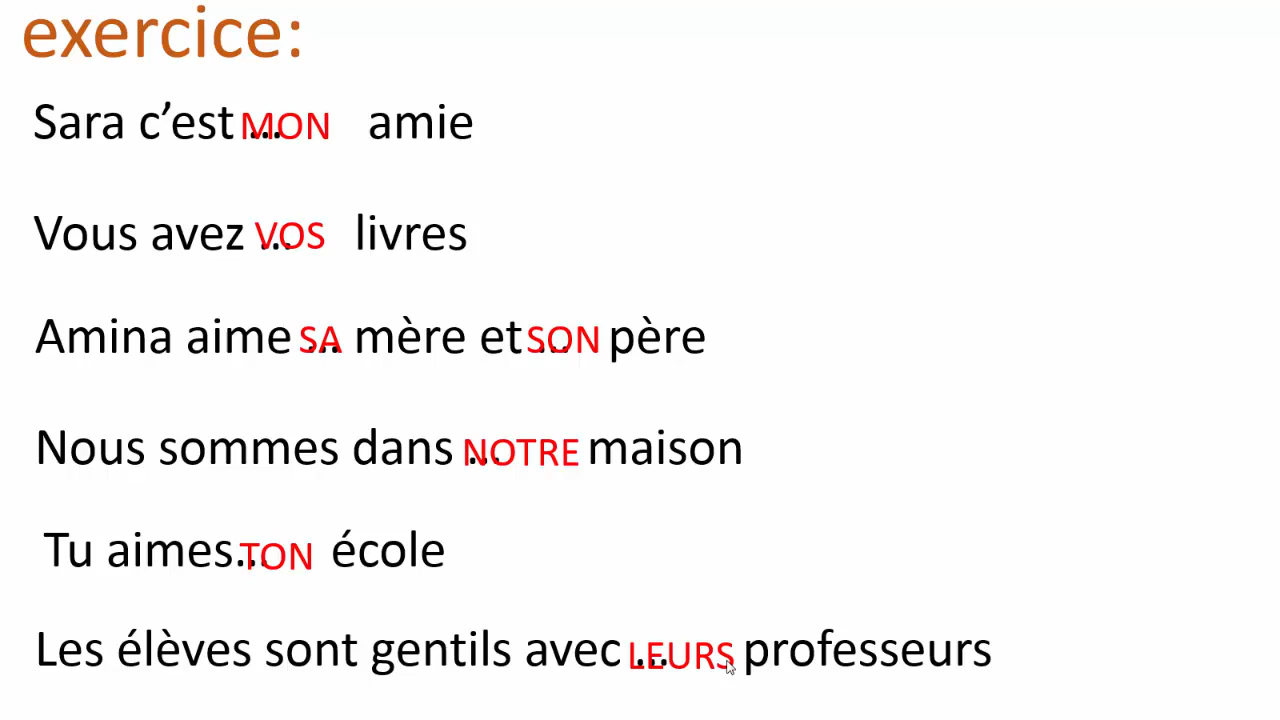 exercice:
Sara c’est ... MON amie
Vous avez ... VOS livres
Amina aime ... SA mère et ... SON père
Nous sommes dans ... NOTRE maison
Tu aimes... TON école
Les élèves sont gentils avec ... LEURS professeurs